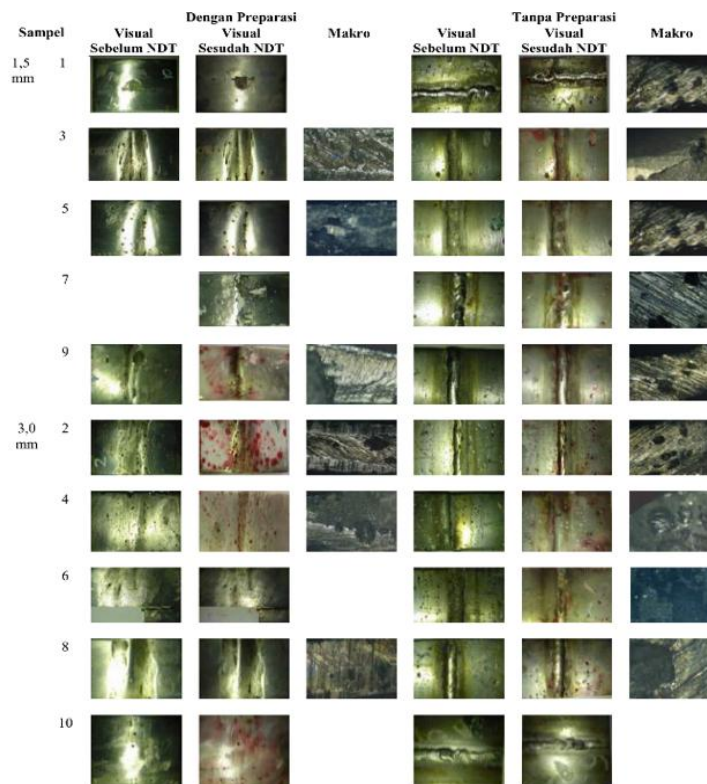 Dengan Preparasi
Tanpa Preparasi
Sampel
Visual
Sebelum NDT
Visual
Sesudah NDT
Makro
Visual
Sebelum NDT
Visual
Sesudah NDT
Makro
1,5
mm
1
3
5
7
9
3,0
mm
2
4
6
8
10